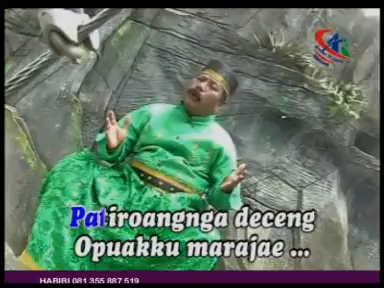 Patiroangnga deceng
Opuakku marajae ...
HABIBI 081 355 887 519